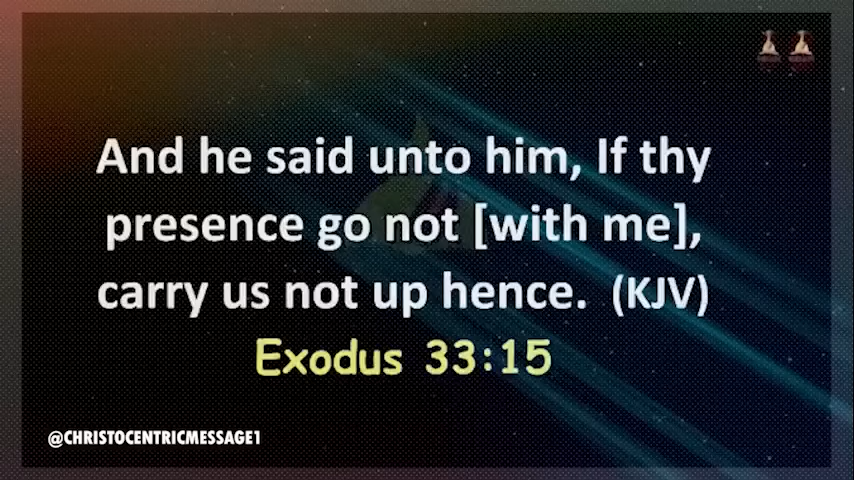 And he said unto him, If thy
presence go not [with me],
carry us not up hence. (KJV)
Exodus 33:15
@CHRISTOCENTRICMESSAGE1